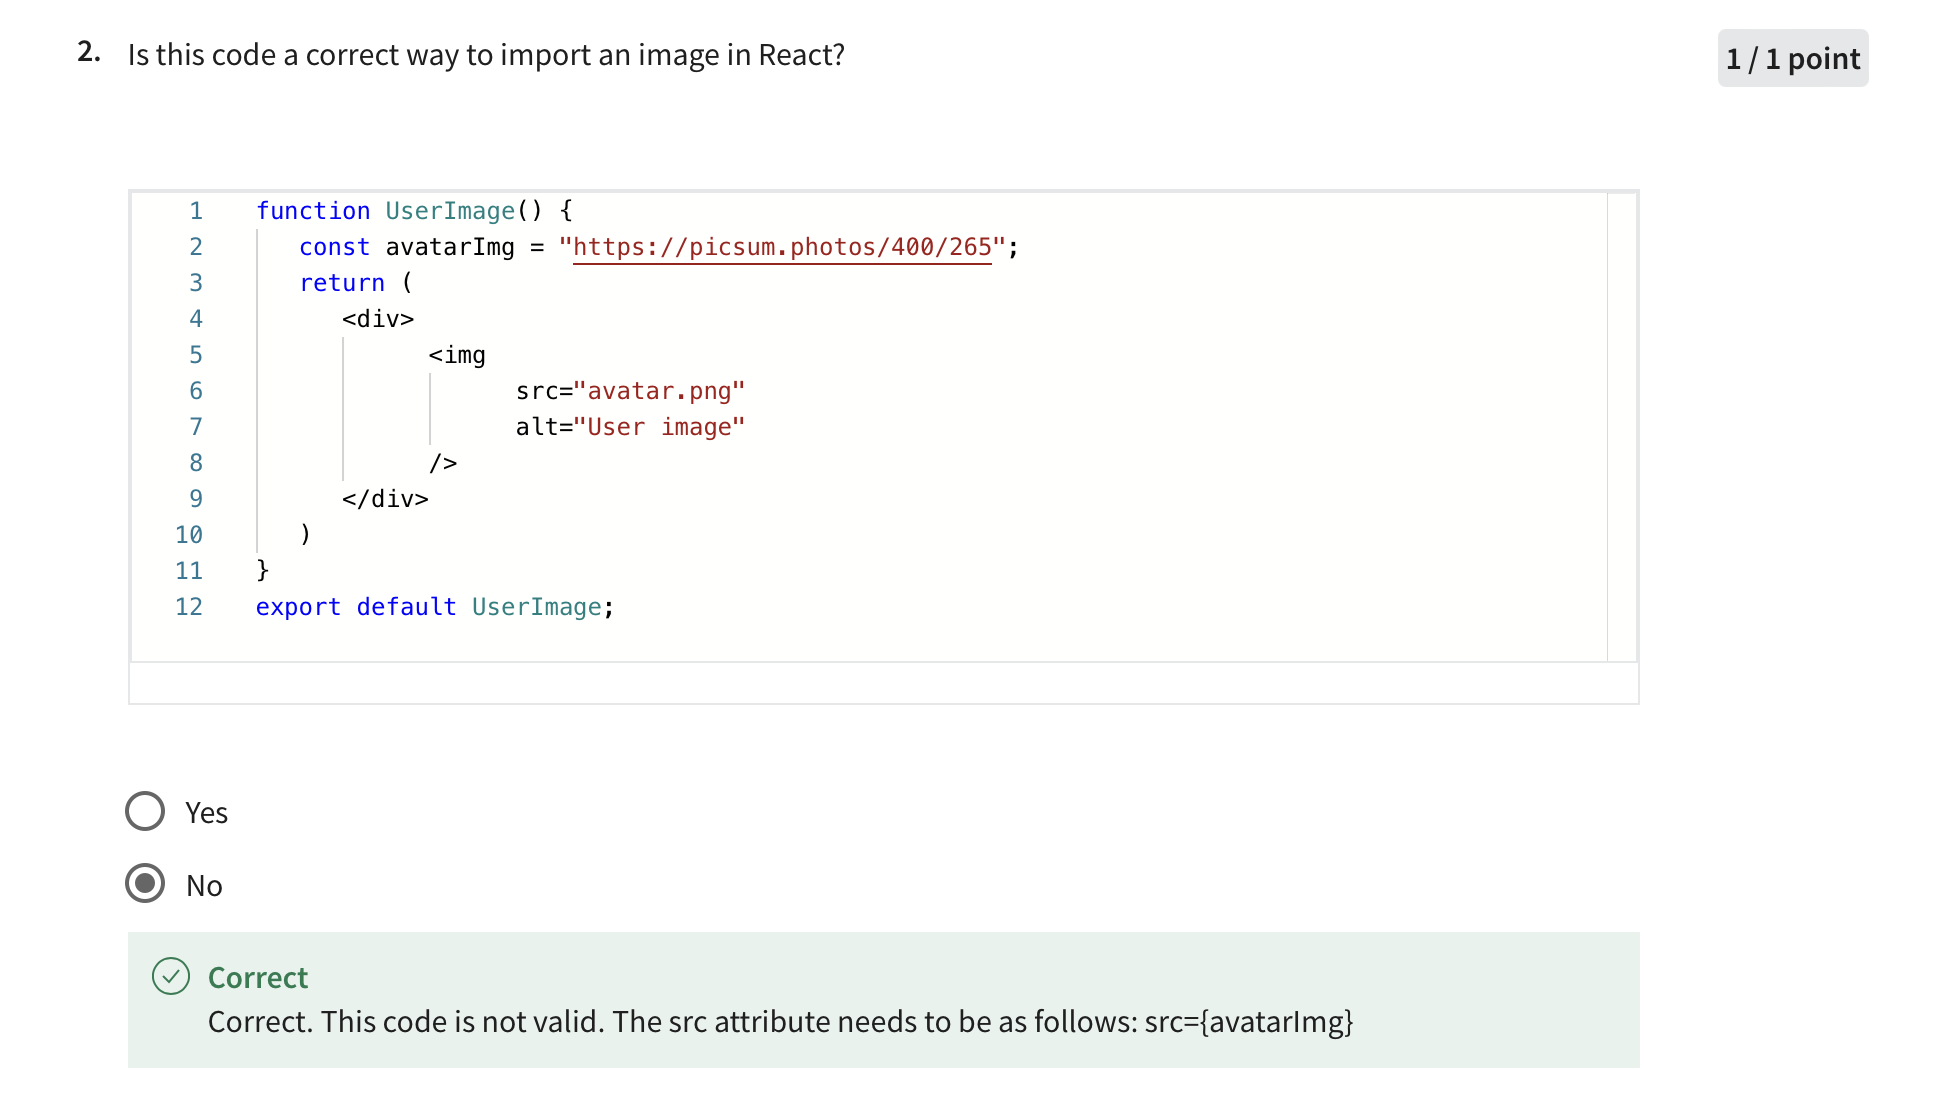 2. Is this code a correct way to import an image in React?
1 / 1 point
1 function UserImage() {
2 const avatarImg = "https://picsum.photos/400/265";
3 return (
4 <div>
5 <img
6 src="avatar.png"
7 alt="User image"
8 />
9 </div>
10 )
11 }
12 export default UserImage;
Yes
No
Correct
Correct. This code is not valid. The src attribute needs to be as follows: src={avatarImg}